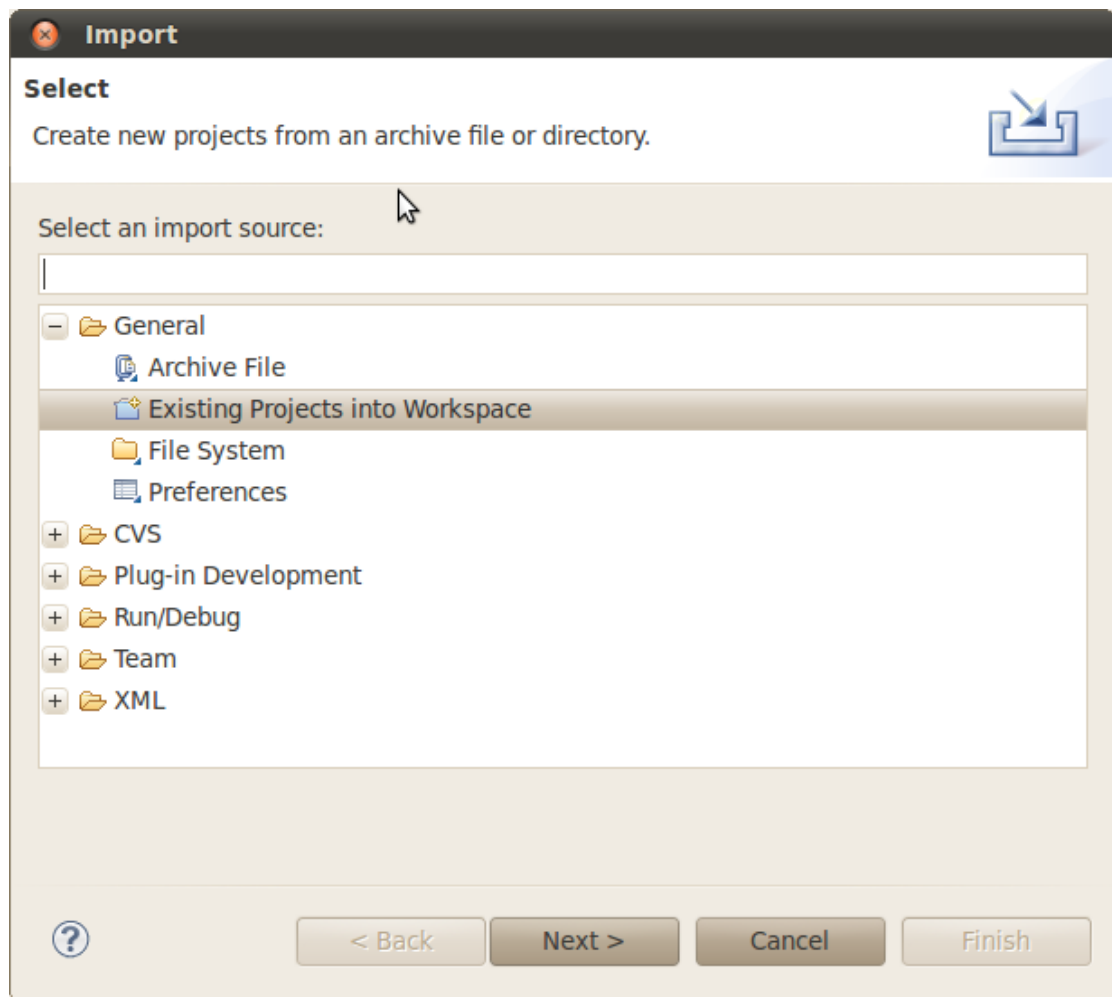 Import
Select
Create new projects from an archive file or directory.
Select an import source:
General
Archive File
Existing Projects into Workspace
File System
Preferences
CVS
Plug-in Development
Run/Debug
Team
XML
? < Back Next > Cancel Finish